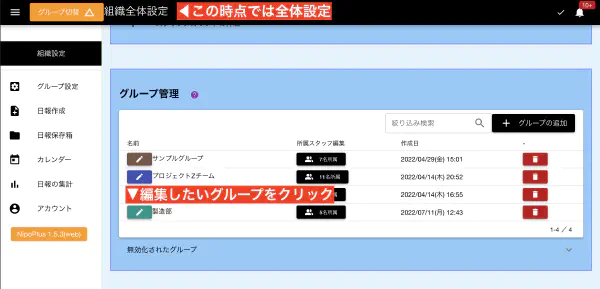 グループ切替 組織全体設定 ◀この時点では全体設定 10+
組織設定
グループ設定
日報作成
日報保存箱
カレンダー
日報の集計
アカウント
NipoPlus 1.5.3(web)
グループ管理
絞り込み検索 グループの追加
名前 所属スタッフ編集 作成日 -
サンプルグループ 7名所属 2022/04/29(金) 15:01
プロジェクトZチーム 11名所属 2022/04/14(木) 20:52
▼編集したいグループをクリック 2022/04/14(木) 16:55
製造部 5名所属 2022/07/11(月) 12:43
1-4 / 4
無効化されたグループ